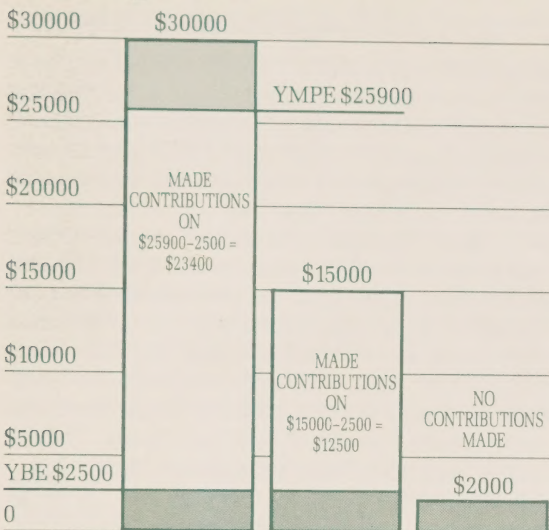 $30000
$30000
YMPE $25900
$25000
$20000
MADE
CONTRIBUTIONS
ON
$25900–2500 =
$23400
$15000
$15000
MADE
CONTRIBUTIONS
ON
$15000–2500 =
$12500
$10000
NO
CONTRIBUTIONS
MADE
$5000
YBE $2500
$2000
0